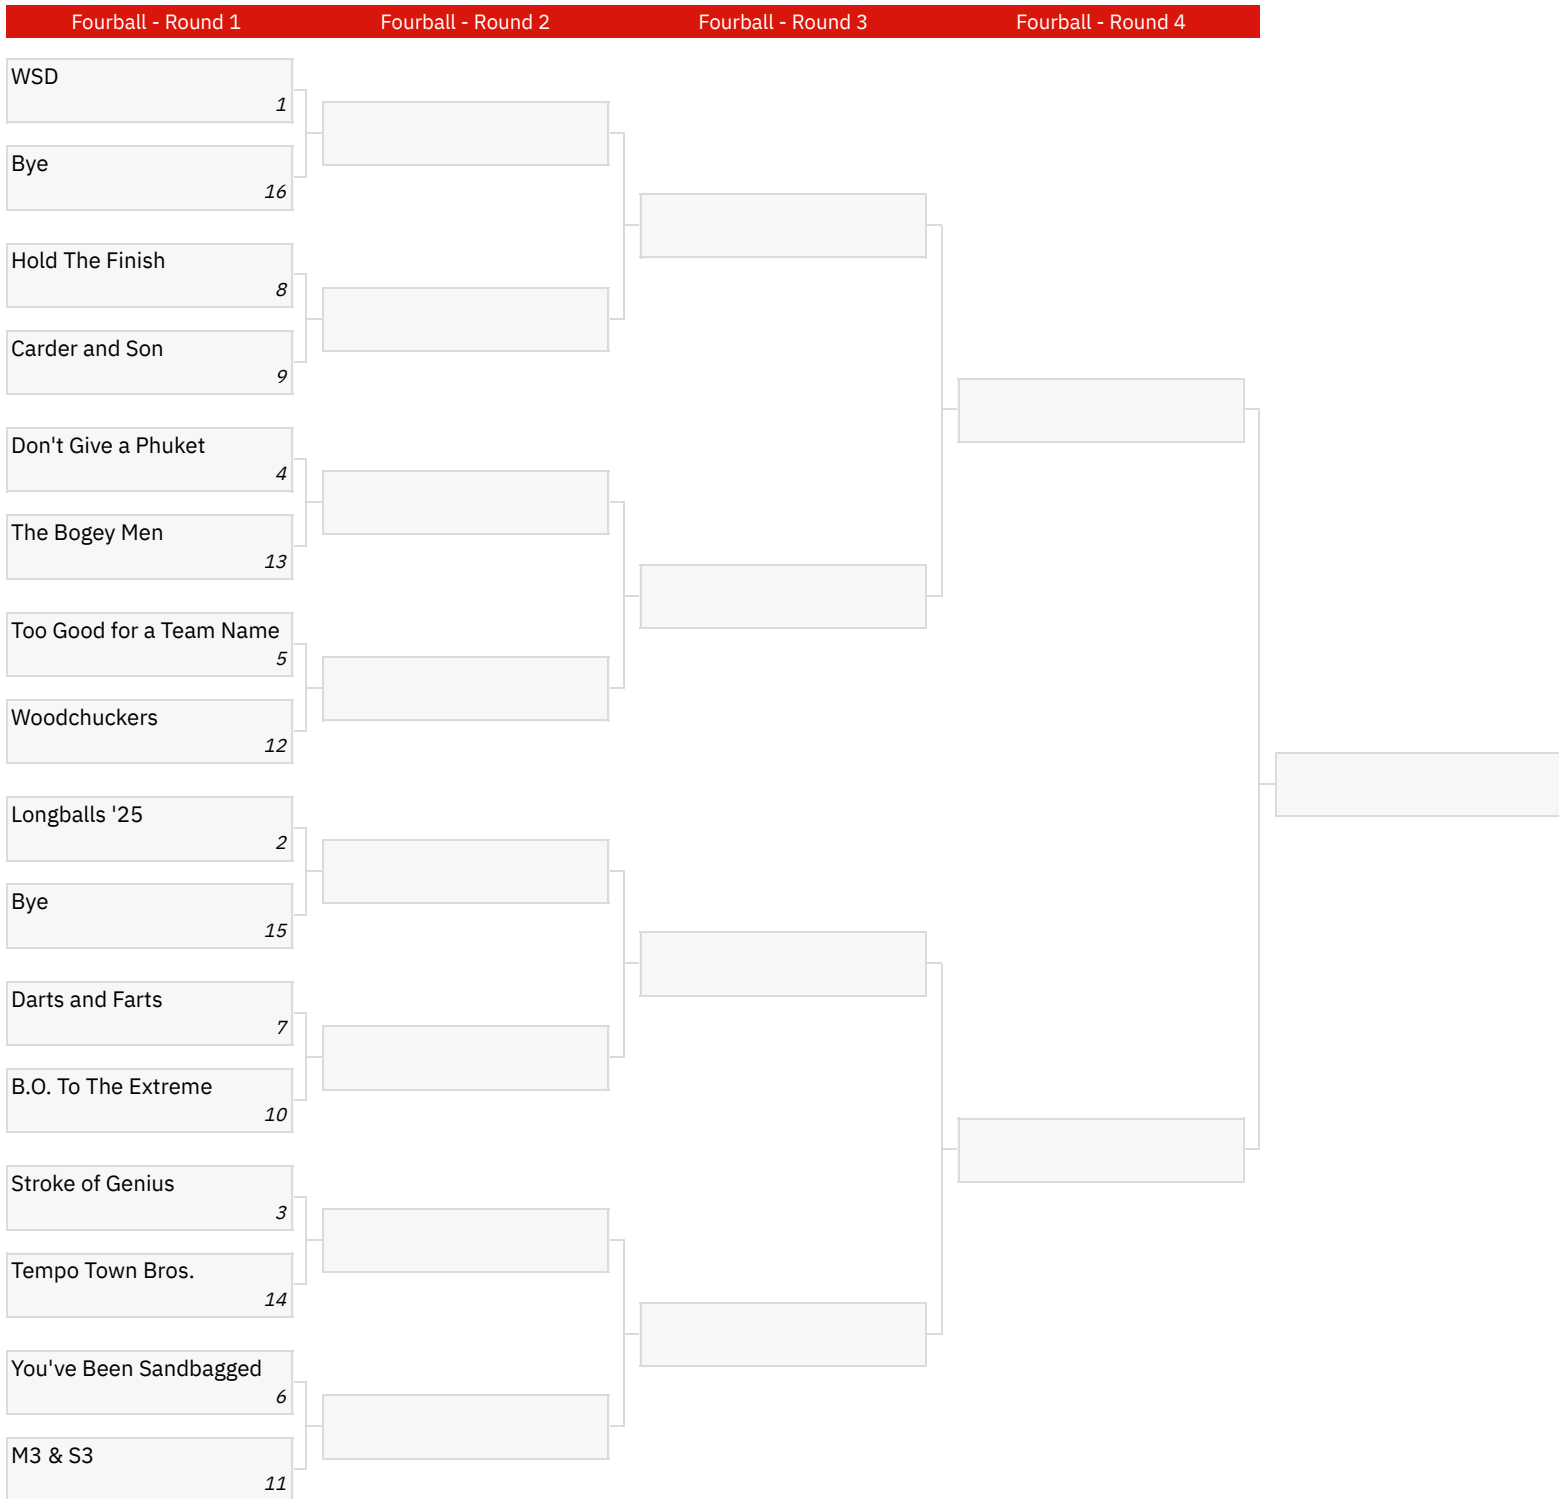 Fourball - Round 1 Fourball - Round 2 Fourball - Round 3 Fourball - Round 4
WSD
1
Bye
16
Hold The Finish
8
Carder and Son
9
Don't Give a Phuket
4
The Bogey Men
13
Too Good for a Team Name
5
Woodchuckers
12
Longballs '25
2
Bye
15
Darts and Farts
7
B.O. To The Extreme
10
Stroke of Genius
3
Tempo Town Bros.
14
You've Been Sandbagged
6
M3 & S3
11